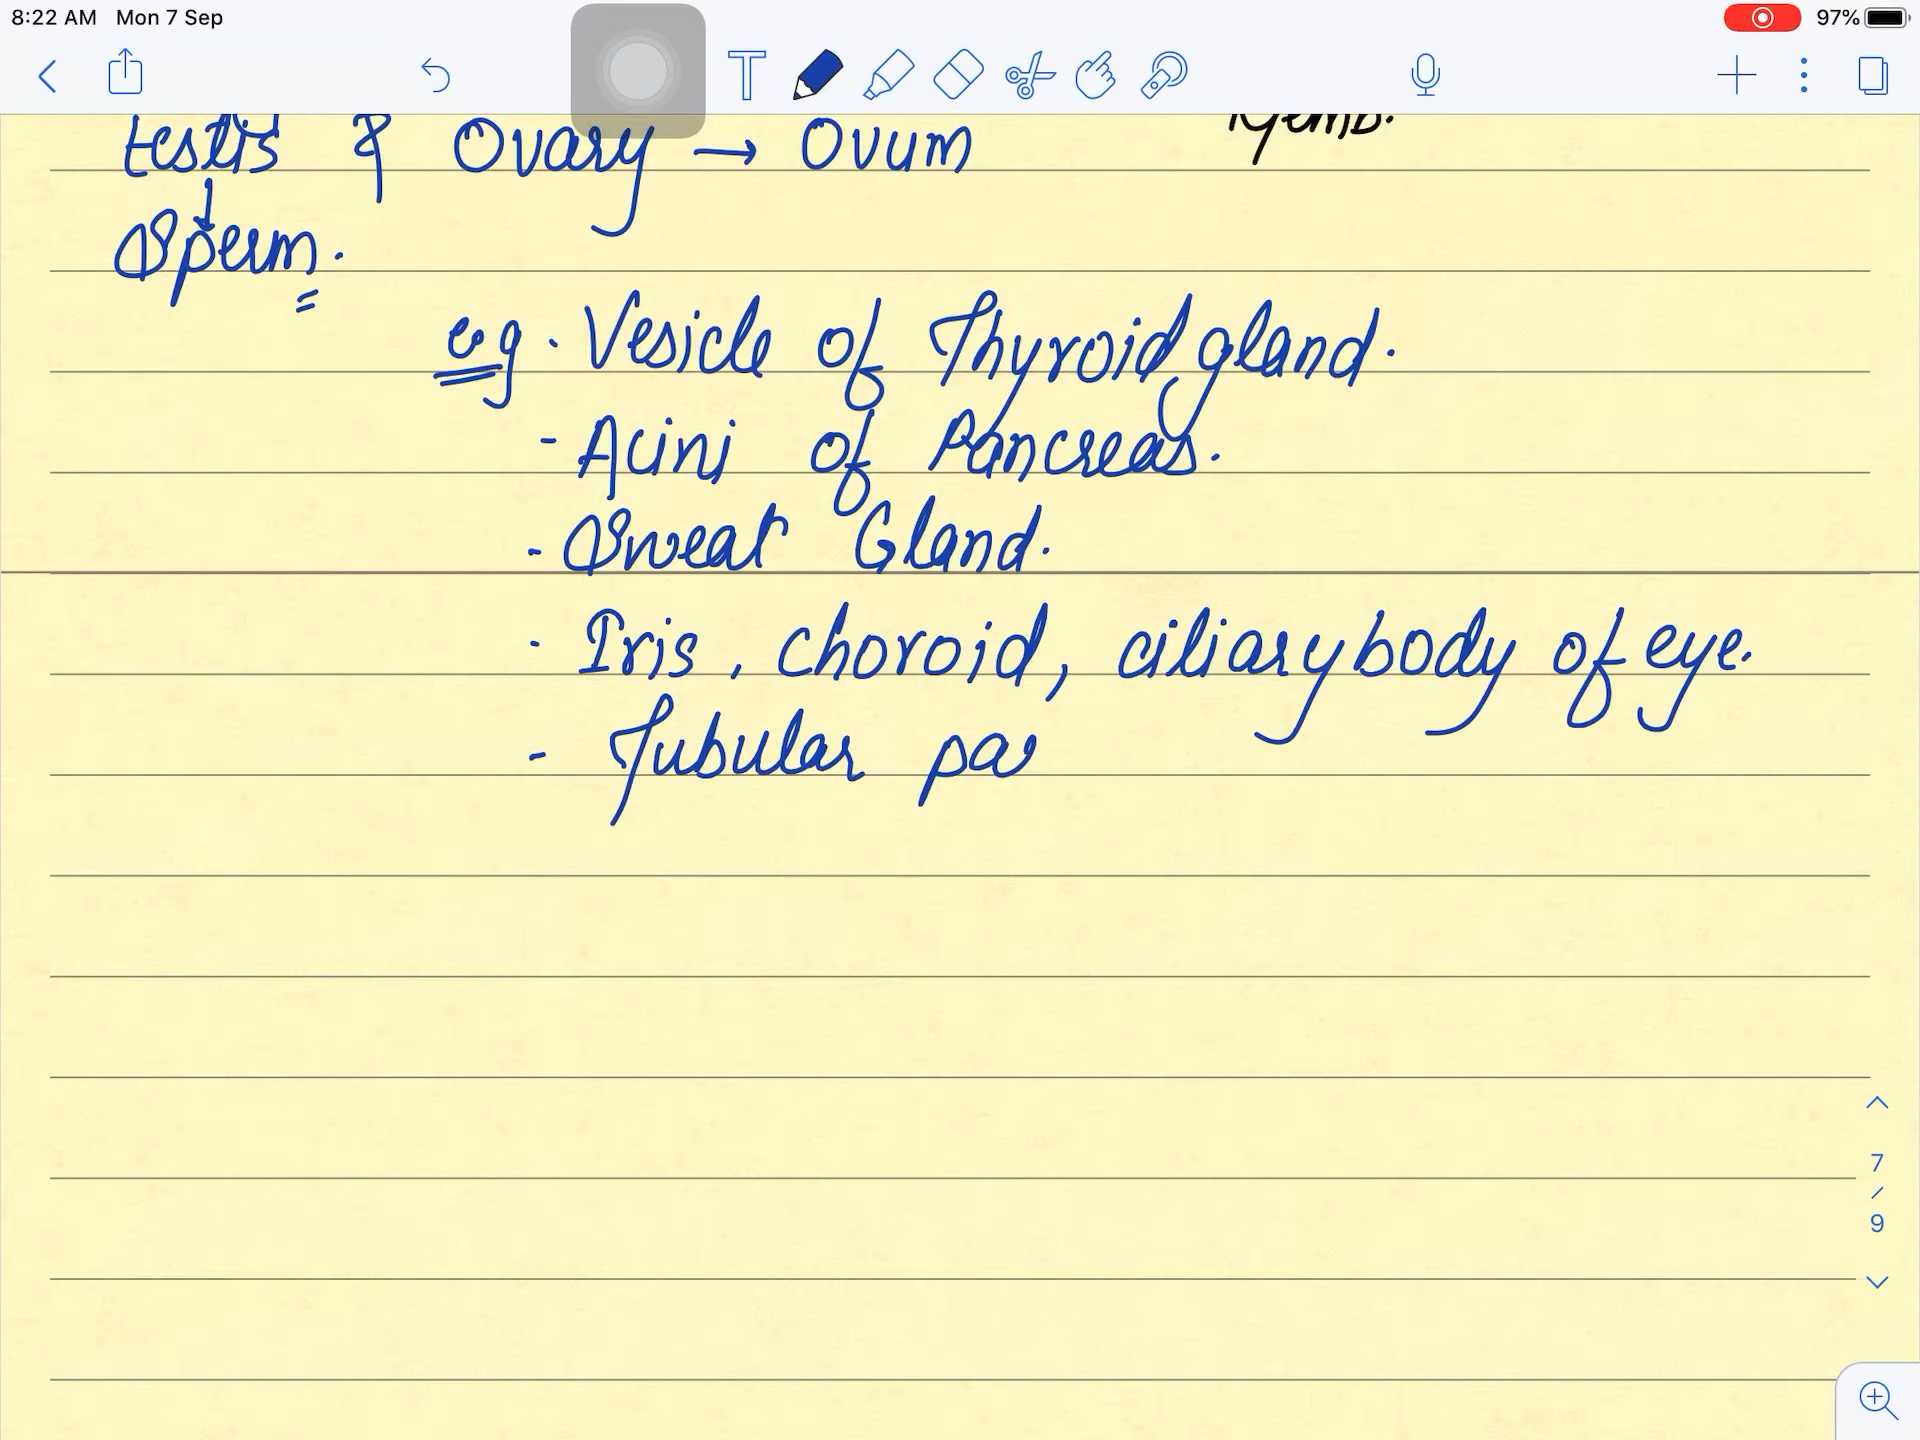 8:22 AM Mon 7 Sep
97%
T
testis & Ovary → Ovum
Sperm.
eg. Vesicle of Thyroid gland.
- Acini of Pancreas.
- Sweat Gland.
- Iris, choroid, ciliary body of eye.
- Tubular pa
7
/
9